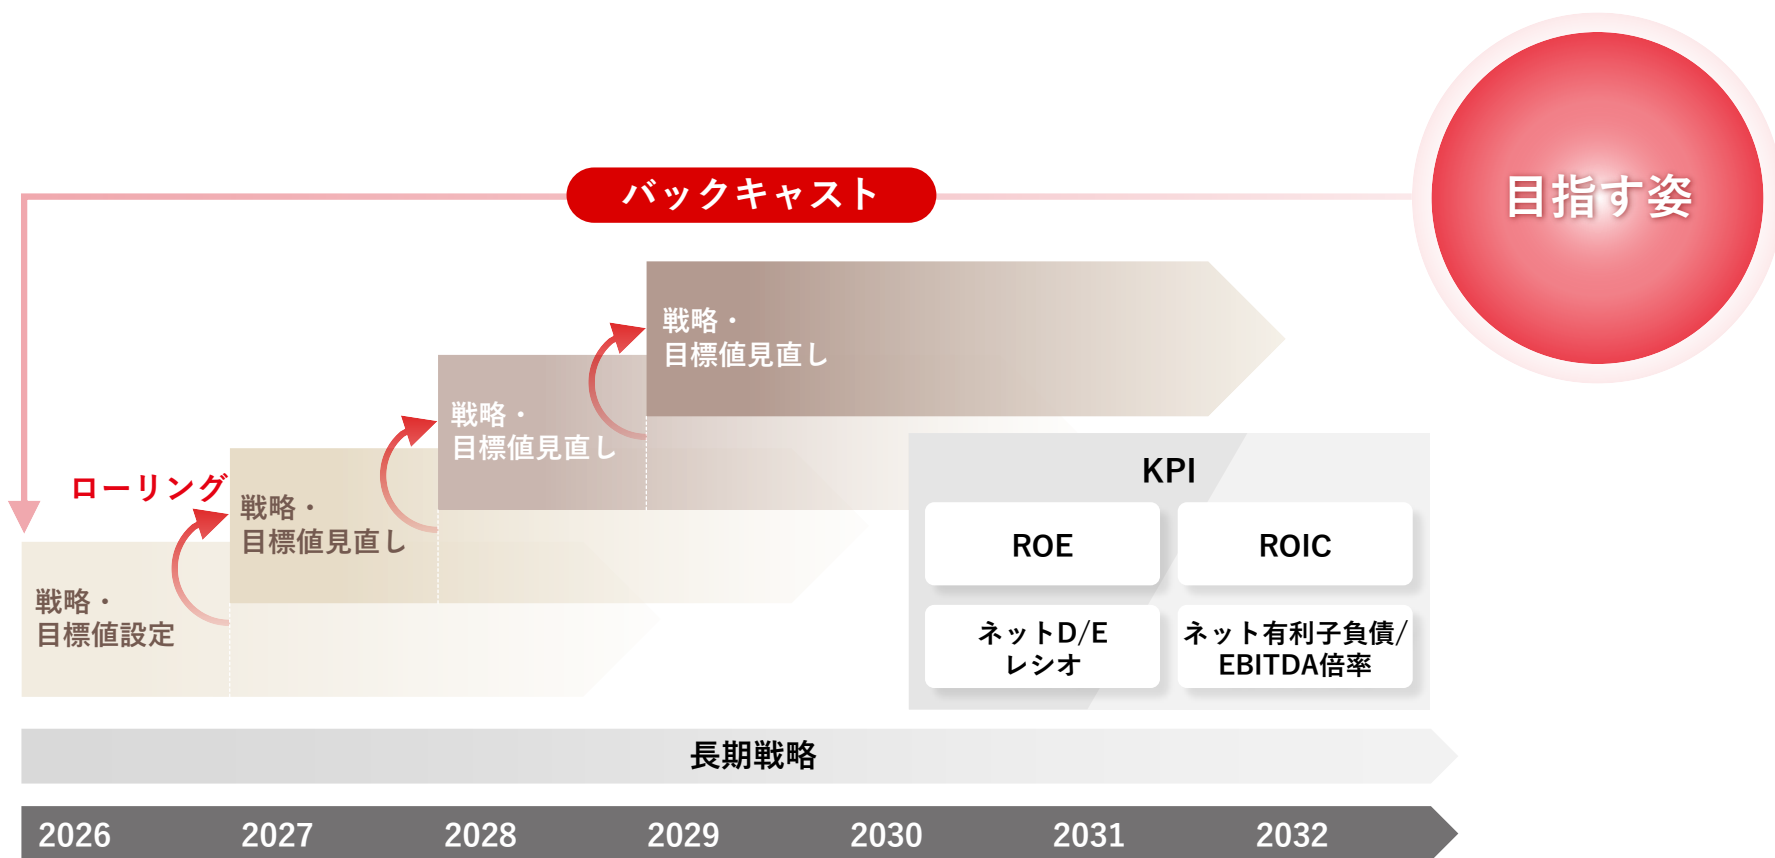 目指す姿
バックキャスト
戦略・
目標値見直し
戦略・
目標値見直し
ローリング
戦略・
目標値見直し
戦略・
目標値設定
KPI
ROE
ROIC
ネットD/E
レシオ
ネット有利子負債/
EBITDA倍率
長期戦略
2026 2027 2028 2029 2030 2031 2032